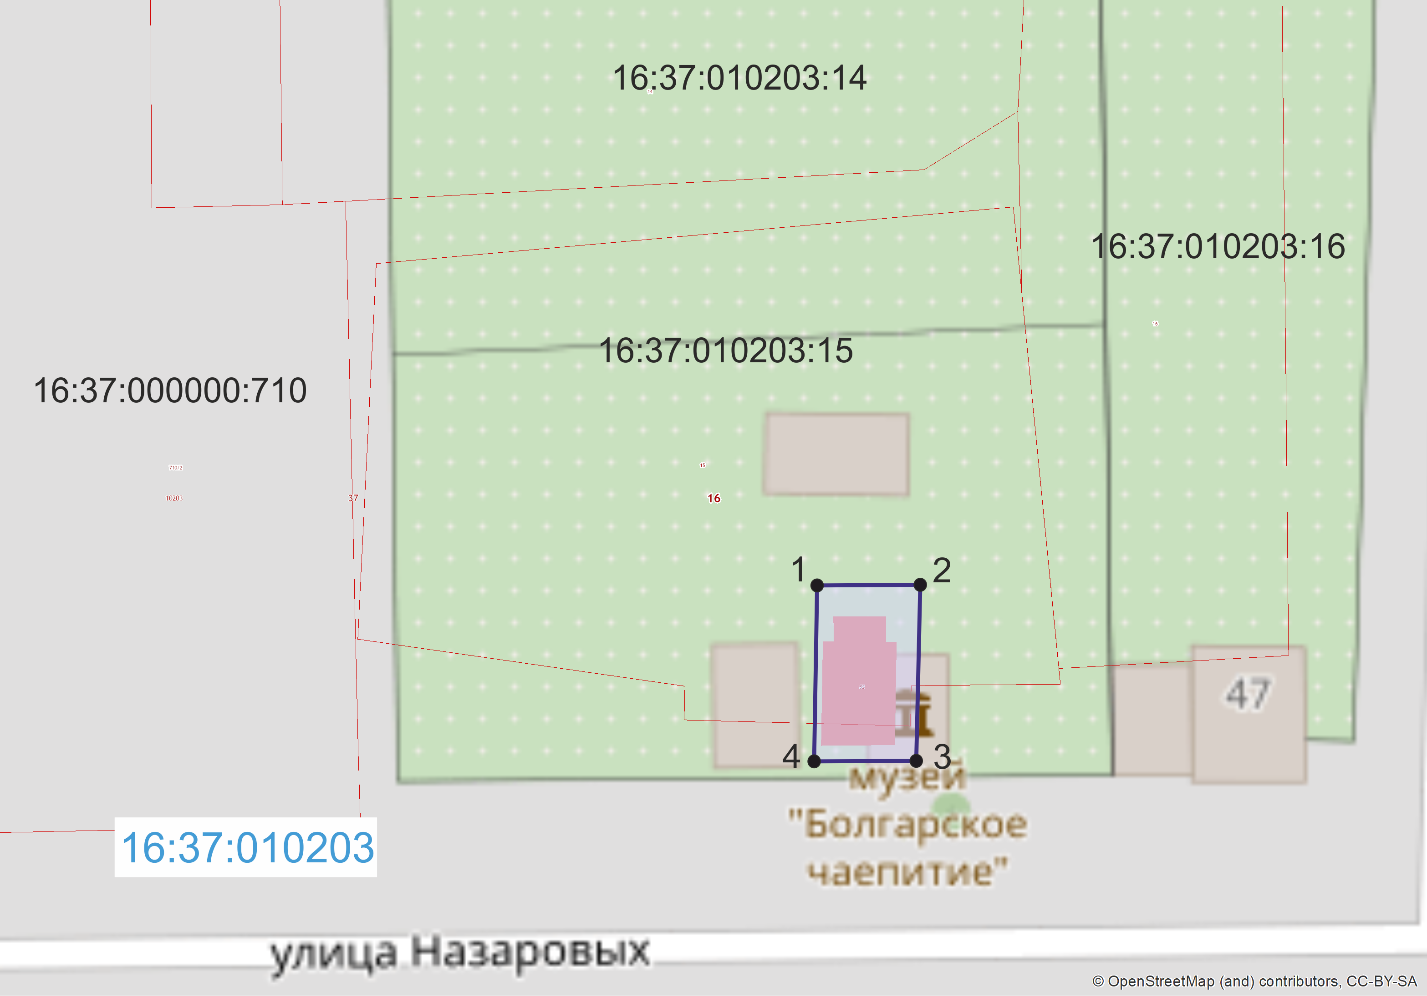 16:37:010203:14
16:37:010203:16
16:37:010203:15
16:37:000000:710
16
37
1
2
47
4
3
музей
"Болгарское
чаепитие"
16:37:010203
улица Назаровых
© OpenStreetMap (and) contributors, CC-BY-SA